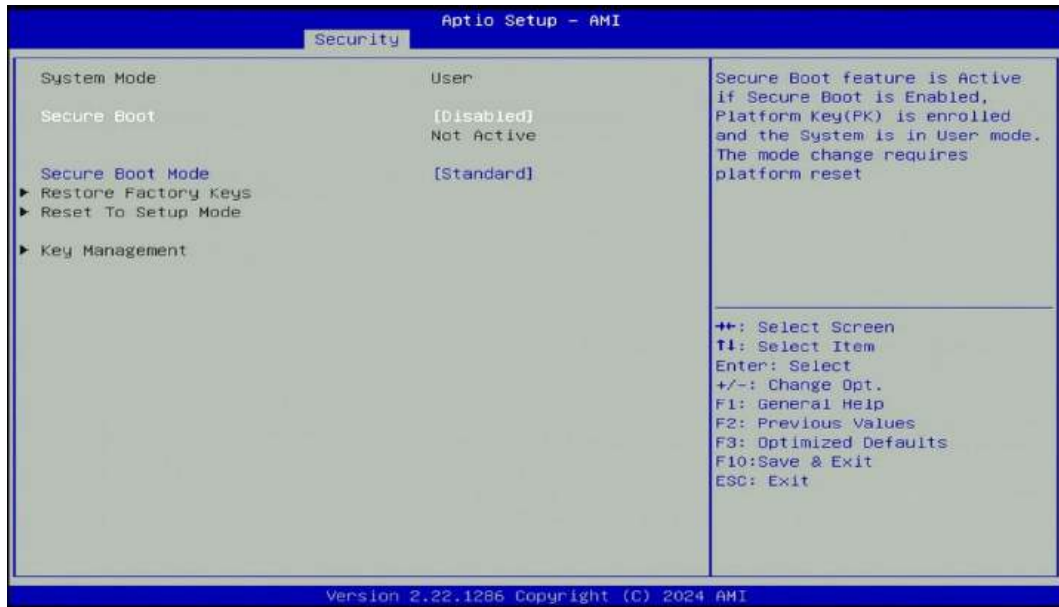 Aptio Setup – AMI
Security
System Mode User
Secure Boot [Disabled]
Not Active
Secure Boot Mode [Standard]
► Restore Factory Keys
► Reset To Setup Mode
► Key Management
Secure Boot feature is Active
if Secure Boot is Enabled,
Platform Key(PK) is enrolled
and the System is in User mode.
The mode change requires
platform reset
→←: Select Screen
↑↓: Select Item
Enter: Select
+/-: Change Opt.
F1: General Help
F2: Previous Values
F3: Optimized Defaults
F10:Save & Exit
ESC: Exit
Version 2.22.1286 Copyright (C) 2024 AMI